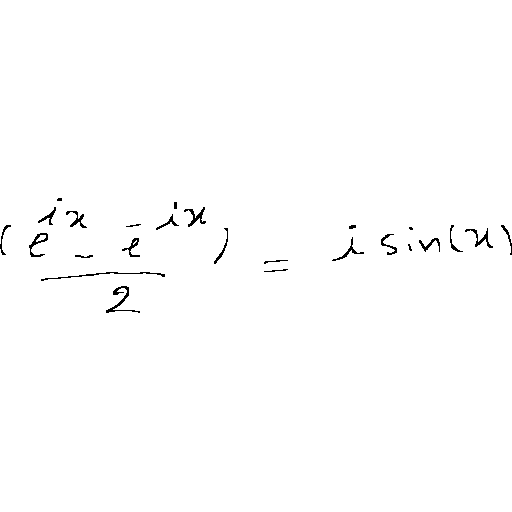 (e^{ix} - e^{-ix})/2 = i sin(x)